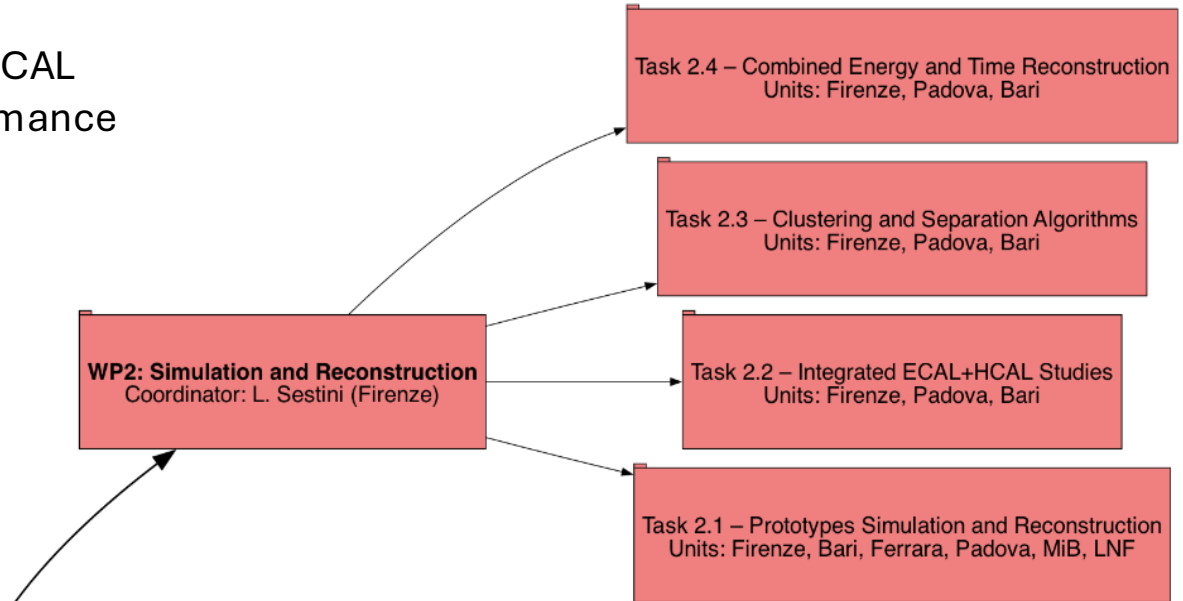 CAL
mance
Task 2.4 – Combined Energy and Time Reconstruction
Units: Firenze, Padova, Bari
Task 2.3 – Clustering and Separation Algorithms
Units: Firenze, Padova, Bari
WP2: Simulation and Reconstruction
Coordinator: L. Sestini (Firenze)
Task 2.2 – Integrated ECAL+HCAL Studies
Units: Firenze, Padova, Bari
Task 2.1 – Prototypes Simulation and Reconstruction
Units: Firenze, Bari, Ferrara, Padova, MiB, LNF